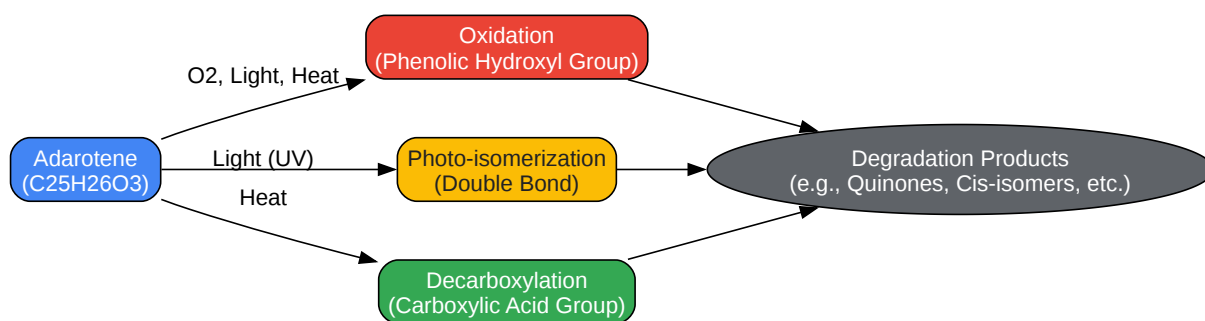 Oxidation
(Phenolic Hydroxyl Group)
O2, Light, Heat
Adarotene
(C25H26O3)
Light (UV)
Photo-isomerization
(Double Bond)
Degradation Products
(e.g., Quinones, Cis-isomers, etc.)
Heat
Decarboxylation
(Carboxylic Acid Group)